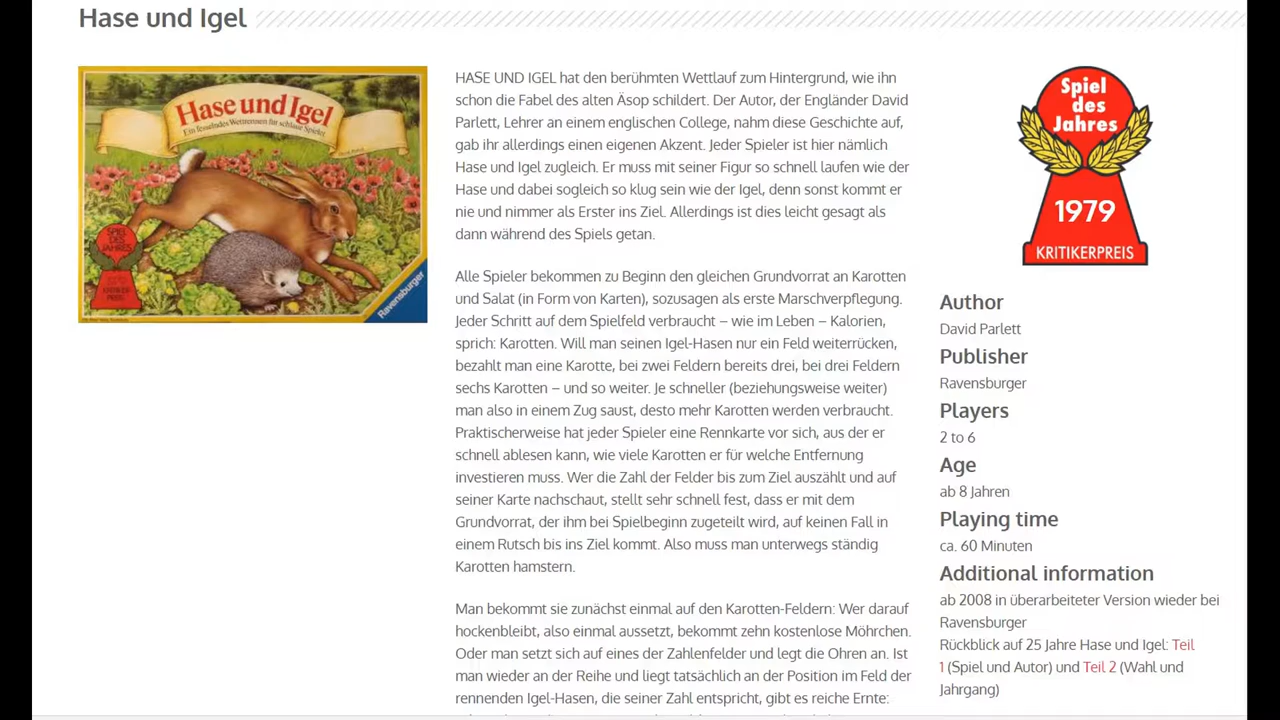 Hase und Igel
Hase und Igel
Ein fesselndes Wettrennen für schlaue Spieler
SPIEL
DES
JAHRES
Ravensburger
HASE UND IGEL hat den berühmten Wettlauf zum Hintergrund, wie ihn
schon die Fabel des alten Äsop schildert. Der Autor, der Engländer David
Parlett, Lehrer an einem englischen College, nahm diese Geschichte auf,
gab ihr allerdings einen eigenen Akzent. Jeder Spieler ist hier nämlich
Hase und Igel zugleich. Er muss mit seiner Figur so schnell laufen wie der
Hase und dabei sogleich so klug sein wie der Igel, denn sonst kommt er
nie und nimmer als Erster ins Ziel. Allerdings ist dies leicht gesagt als
dann während des Spiels getan.
Alle Spieler bekommen zu Beginn den gleichen Grundvorrat an Karotten
und Salat (in Form von Karten), sozusagen als erste Marschverpflegung.
Jeder Schritt auf dem Spielfeld verbraucht – wie im Leben – Kalorien,
sprich: Karotten. Will man seinen Igel-Hasen nur ein Feld weiterrücken,
bezahlt man eine Karotte, bei zwei Feldern bereits drei, bei drei Feldern
sechs Karotten – und so weiter. Je schneller (beziehungsweise weiter)
man also in einem Zug saust, desto mehr Karotten werden verbraucht.
Praktischerweise hat jeder Spieler eine Rennkarte vor sich, aus der er
schnell ablesen kann, wie viele Karotten er für welche Entfernung
investieren muss. Wer die Zahl der Felder bis zum Ziel auszählt und auf
seiner Karte nachschaut, stellt sehr schnell fest, dass er mit dem
Grundvorrat, der ihm bei Spielbeginn zugeteilt wird, auf keinen Fall in
einem Rutsch bis ins Ziel kommt. Also muss man unterwegs ständig
Karotten hamstern.
Man bekommt sie zunächst einmal auf den Karotten-Feldern: Wer darauf
hockenbleibt, also einmal aussetzt, bekommt zehn kostenlose Möhrchen.
Oder man setzt sich auf eines der Zahlenfelder und legt die Ohren an. Ist
man wieder an der Reihe und liegt tatsächlich an der Position im Feld der
rennenden Igel-Hasen, die seiner Zahl entspricht, gibt es reiche Ernte:
Spiel
des
Jahres
1979
KRITIKERPREIS
Author
David Parlett
Publisher
Ravensburger
Players
2 to 6
Age
ab 8 Jahren
Playing time
ca. 60 Minuten
Additional information
ab 2008 in überarbeiteter Version wieder bei
Ravensburger
Rückblick auf 25 Jahre Hase und Igel: Teil
1 (Spiel und Autor) und Teil 2 (Wahl und
Jahrgang)